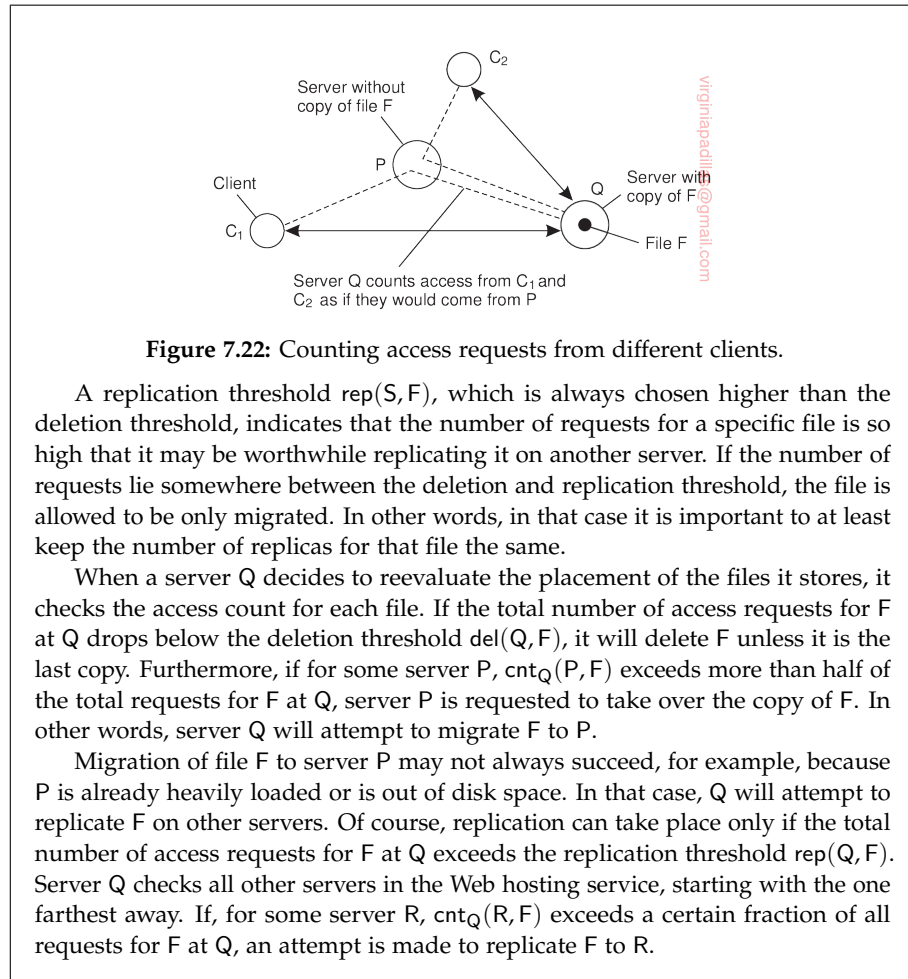 C2
Server without
copy of file F
P
Q
Server with
copy of F
Client
C1
File F
Server Q counts access from C1 and
C2 as if they would come from P
virginiapadilla@gmail.com
Figure 7.22: Counting access requests from different clients.
A replication threshold rep(S, F), which is always chosen higher than the
deletion threshold, indicates that the number of requests for a specific file is so
high that it may be worthwhile replicating it on another server. If the number of
requests lie somewhere between the deletion and replication threshold, the file is
allowed to be only migrated. In other words, in that case it is important to at least
keep the number of replicas for that file the same.
When a server Q decides to reevaluate the placement of the files it stores, it
checks the access count for each file. If the total number of access requests for F
at Q drops below the deletion threshold del(Q, F), it will delete F unless it is the
last copy. Furthermore, if for some server P, cntQ(P, F) exceeds more than half of
the total requests for F at Q, server P is requested to take over the copy of F. In
other words, server Q will attempt to migrate F to P.
Migration of file F to server P may not always succeed, for example, because
P is already heavily loaded or is out of disk space. In that case, Q will attempt to
replicate F on other servers. Of course, replication can take place only if the total
number of access requests for F at Q exceeds the replication threshold rep(Q, F).
Server Q checks all other servers in the Web hosting service, starting with the one
farthest away. If, for some server R, cntQ(R, F) exceeds a certain fraction of all
requests for F at Q, an attempt is made to replicate F to R.